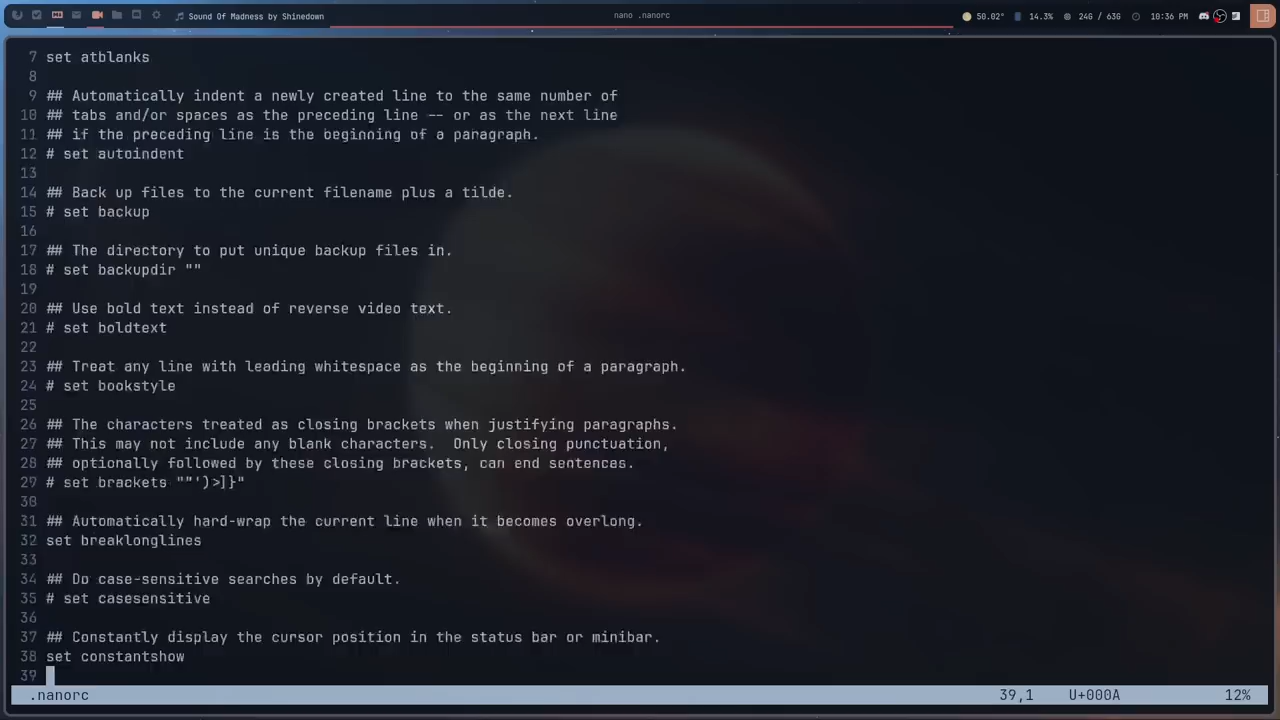 Sound Of Madness by Shinedown
nano .nanorc
50.02°
14.3%
24G / 63G
10:36 PM
7 set atblanks
8
9 ## Automatically indent a newly created line to the same number of
10 ## tabs and/or spaces as the preceding line -- or as the next line
11 ## if the preceding line is the beginning of a paragraph.
12 # set autoindent
13
14 ## Back up files to the current filename plus a tilde.
15 # set backup
16
17 ## The directory to put unique backup files in.
18 # set backupdir ""
19
20 ## Use bold text instead of reverse video text.
21 # set boldtext
22
23 ## Treat any line with leading whitespace as the beginning of a paragraph.
24 # set bookstyle
25
26 ## The characters treated as closing brackets when justifying paragraphs.
27 ## This may not include any blank characters.  Only closing punctuation,
28 ## optionally followed by these closing brackets, can end sentences.
29 # set brackets ""')>]}"
30
31 ## Automatically hard-wrap the current line when it becomes overlong.
32 set breaklonglines
33
34 ## Do case-sensitive searches by default.
35 # set casesensitive
36
37 ## Constantly display the cursor position in the status bar or minibar.
38 set constantshow
39
.nanorc
39,1
U+000A
12%